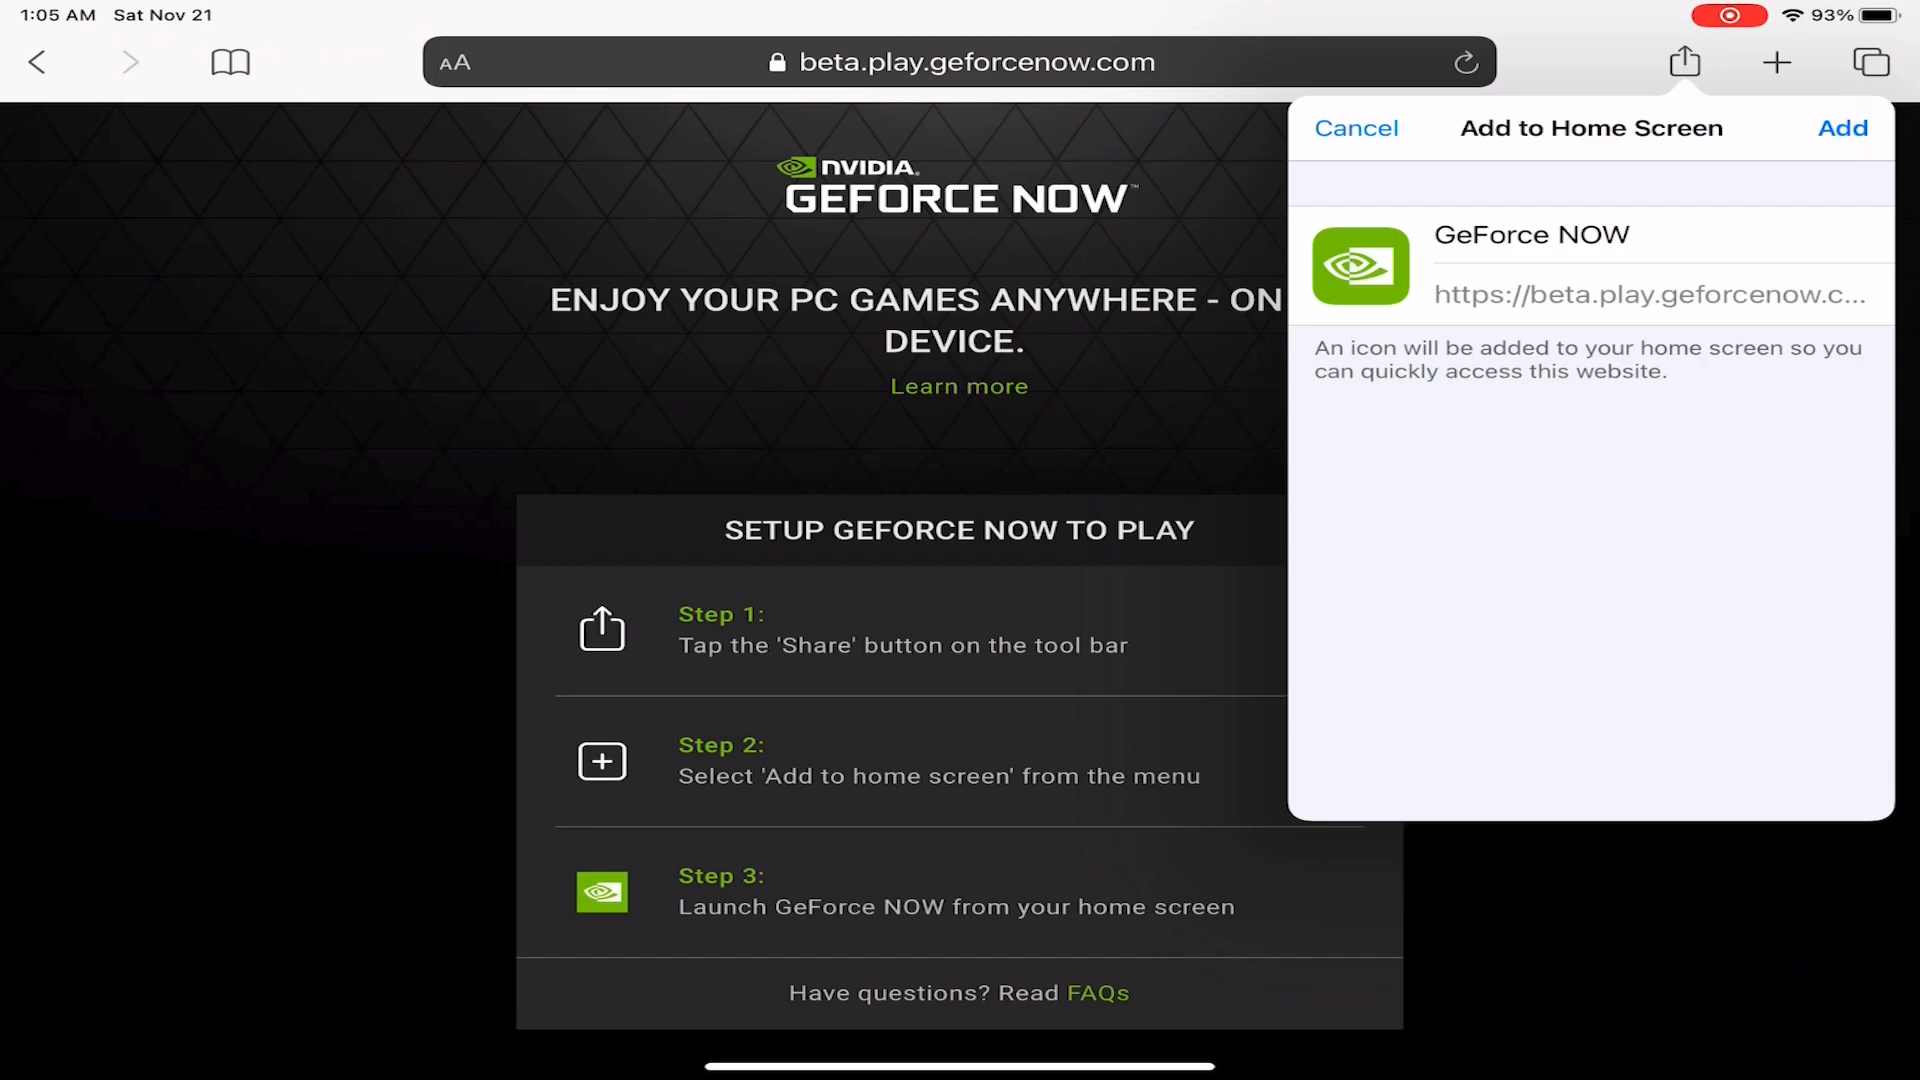 1:05 AM Sat Nov 21
93%
AA
beta.play.geforcenow.com
Cancel
Add to Home Screen
Add
GeForce NOW
https://beta.play.geforcenow.c...
An icon will be added to your home screen so you
can quickly access this website.
NVIDIA.
GEFORCE NOW™
ENJOY YOUR PC GAMES ANYWHERE - ON
DEVICE.
Learn more
SETUP GEFORCE NOW TO PLAY
Step 1:
Tap the 'Share' button on the tool bar
Step 2:
Select 'Add to home screen' from the menu
Step 3:
Launch GeForce NOW from your home screen
Have questions? Read FAQs